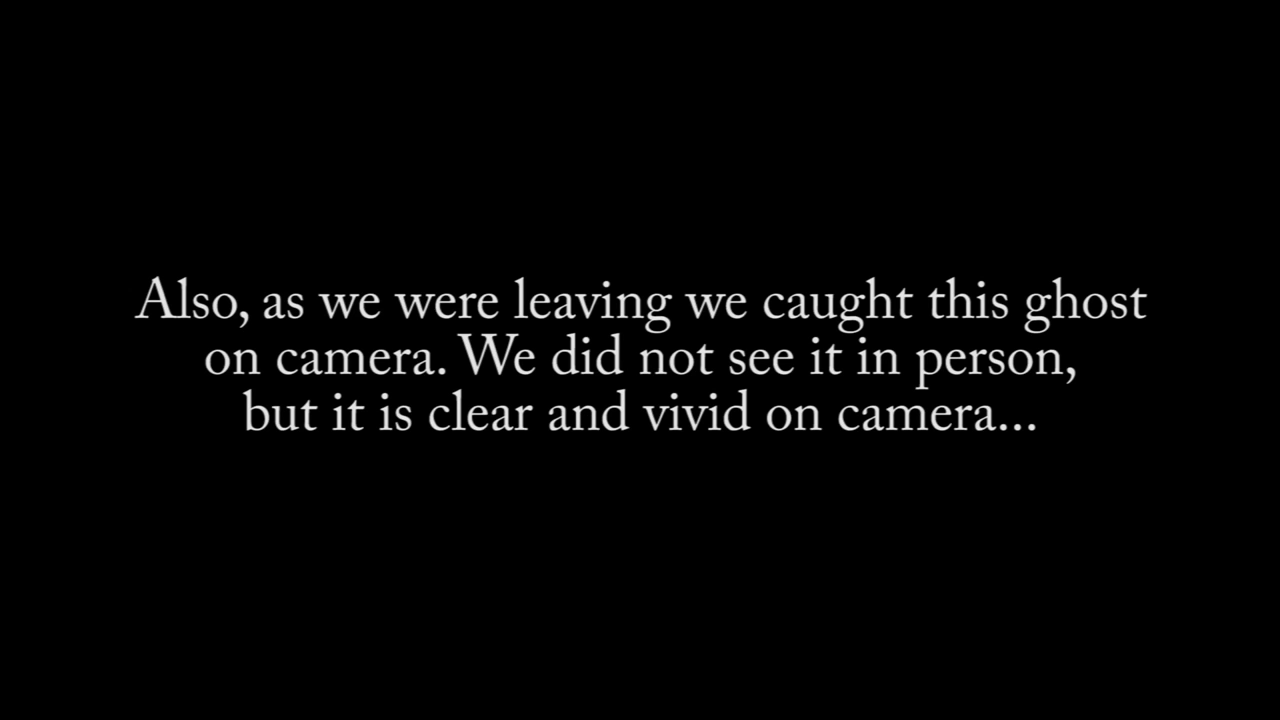 Also, as we were leaving we caught this ghost
on camera. We did not see it in person,
but it is clear and vivid on camera...